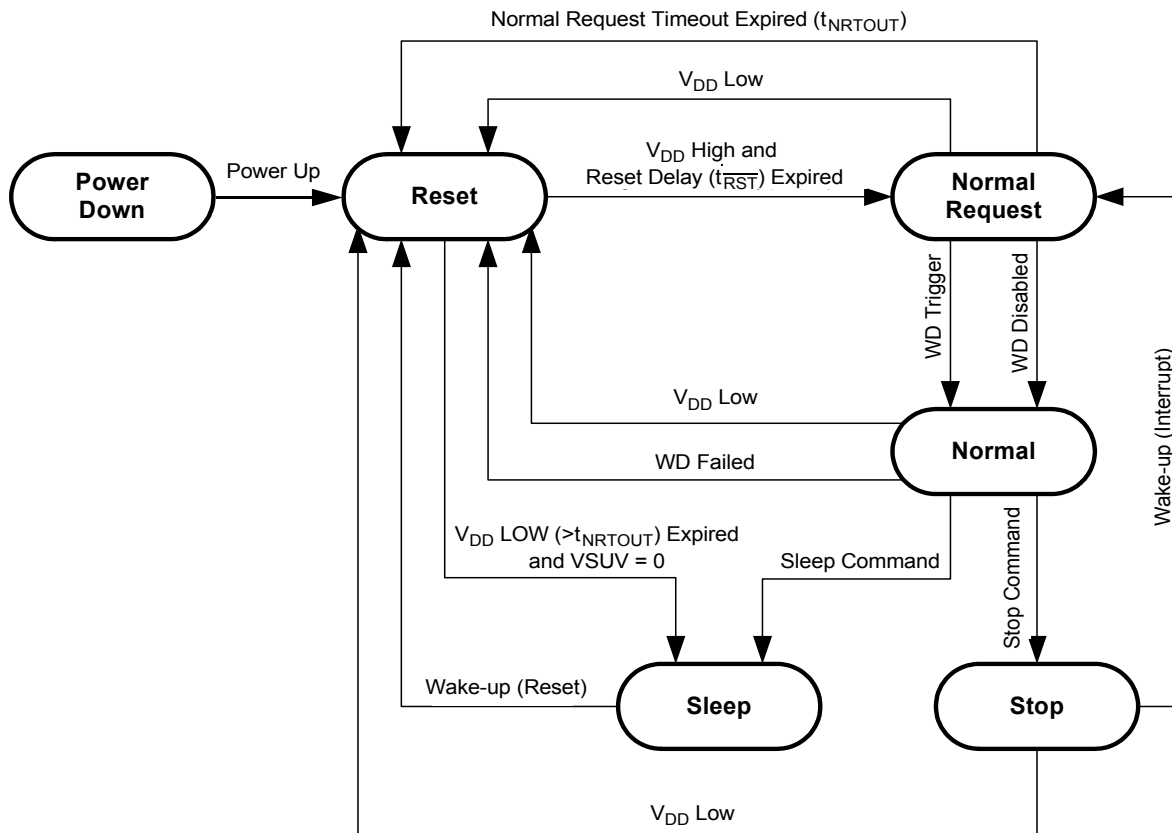 Normal Request Timeout Expired (tNRTOUT)
VDD Low
Power Down
Power Up
Reset
VDD High and
Reset Delay (tRST) Expired
Normal
Request
WD Trigger
WD Disabled
Wake-up (Interrupt)
VDD Low
WD Failed
Normal
VDD LOW (>tNRTOUT) Expired
and VSUV = 0
Sleep Command
Stop Command
Wake-up (Reset)
Sleep
Stop
VDD Low